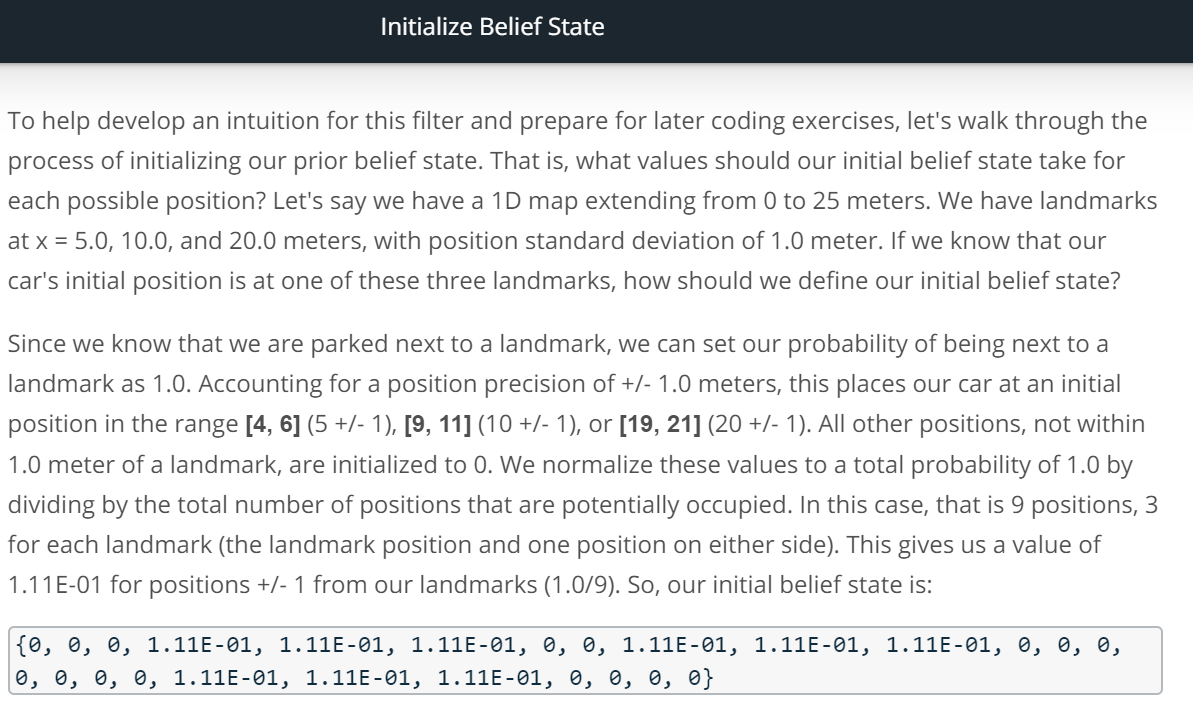 Initialize Belief State
To help develop an intuition for this filter and prepare for later coding exercises, let's walk through the
process of initializing our prior belief state. That is, what values should our initial belief state take for
each possible position? Let's say we have a 1D map extending from 0 to 25 meters. We have landmarks
at x = 5.0, 10.0, and 20.0 meters, with position standard deviation of 1.0 meter. If we know that our
car's initial position is at one of these three landmarks, how should we define our initial belief state?
Since we know that we are parked next to a landmark, we can set our probability of being next to a
landmark as 1.0. Accounting for a position precision of +/- 1.0 meters, this places our car at an initial
position in the range [4, 6] (5 +/- 1), [9, 11] (10 +/- 1), or [19, 21] (20 +/- 1). All other positions, not within
1.0 meter of a landmark, are initialized to 0. We normalize these values to a total probability of 1.0 by
dividing by the total number of positions that are potentially occupied. In this case, that is 9 positions, 3
for each landmark (the landmark position and one position on either side). This gives us a value of
1.11E-01 for positions +/- 1 from our landmarks (1.0/9). So, our initial belief state is:
{0, 0, 0, 1.11E-01, 1.11E-01, 1.11E-01, 0, 0, 1.11E-01, 1.11E-01, 1.11E-01, 0, 0, 0,
0, 0, 0, 0, 1.11E-01, 1.11E-01, 1.11E-01, 0, 0, 0, 0}